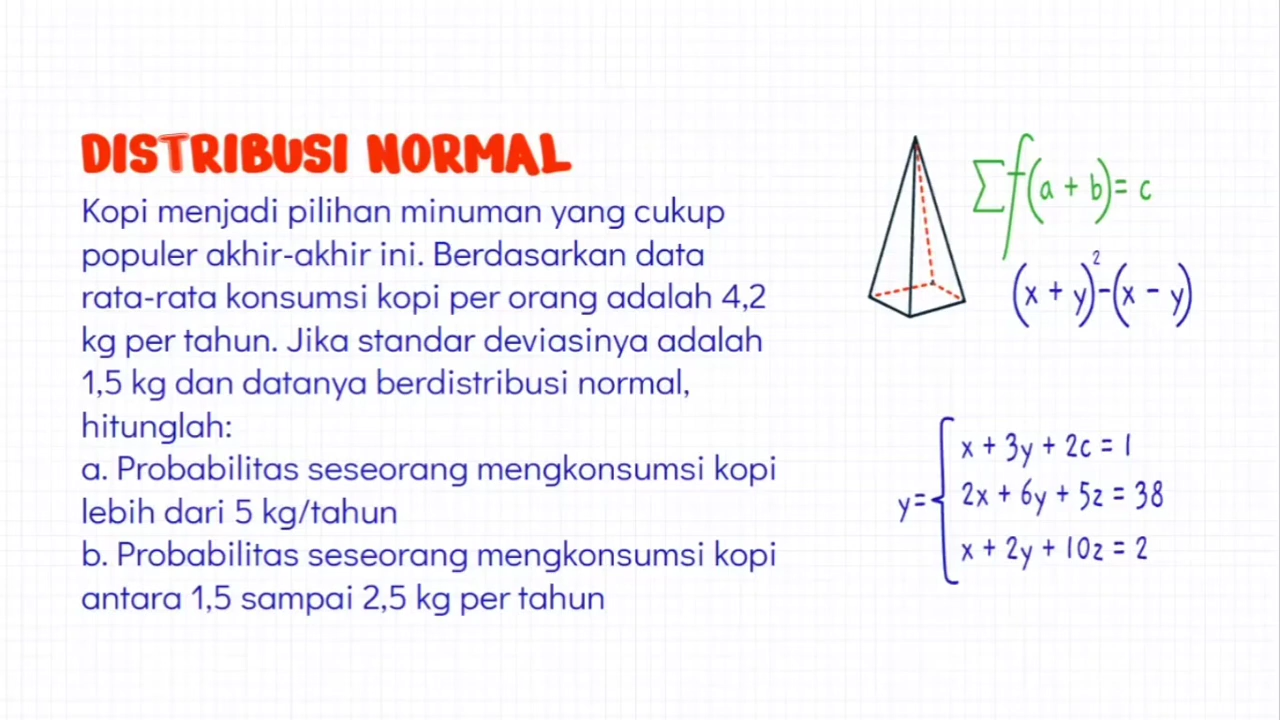 DISTRIBUSI NORMAL
Kopi menjadi pilihan minuman yang cukup
populer akhir-akhir ini. Berdasarkan data
rata-rata konsumsi kopi per orang adalah 4,2
kg per tahun. Jika standar deviasinya adalah
1,5 kg dan datanya berdistribusi normal,
hitunglah:
a. Probabilitas seseorang mengkonsumsi kopi
lebih dari 5 kg/tahun
b. Probabilitas seseorang mengkonsumsi kopi
antara 1,5 sampai 2,5 kg per tahun
∑f(a + b)= c
(x + y)²-(x - y)
x + 3y + 2c = 1
y={ 2x + 6y + 5z = 38
x + 2y + 10z = 2